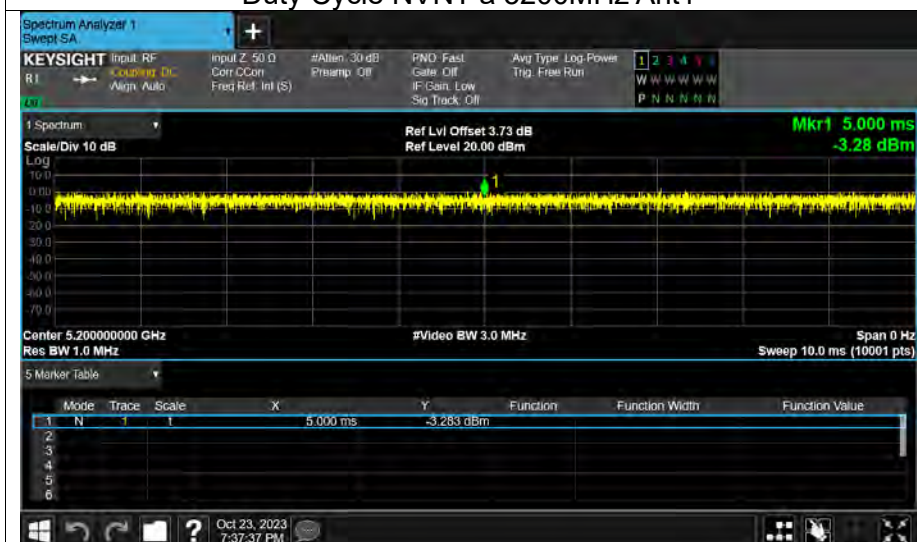 Duty Cycle NVNT a 5200MHz Ant1
Spectrum Analyzer 1
Swept SA
+
KEYSIGHT Input: RF Input Z: 50 Ω #Atten: 30 dB PNO: Fast Avg Type: Log-Power 1 2 3 4 5 6
R1 Coupling: DC Corr CCorr Preamp: Off Gate: Off Trig: Free Run W W W W W W
Align: Auto Freq Ref: Int (S) IF Gain: Low
Sig Track: Off P N N N N N
1 Spectrum
Ref Lvl Offset 3.73 dB Mkr1 5.000 ms
Scale/Div 10 dB Ref Level 20.00 dBm -3.28 dBm
Log
10.0
0.00
-10.0
-20.0
-30.0
-40.0
-50.0
-60.0
-70.0
1
Center 5.200000000 GHz #Video BW 3.0 MHz Span 0 Hz
Res BW 1.0 MHz Sweep 10.0 ms (10001 pts)
5 Marker Table
Mode Trace Scale X Y Function Function Width Function Value
1 N 1 t 5.000 ms -3.283 dBm
2
3
4
5
6
? Oct 23, 2023
7:37:37 PM